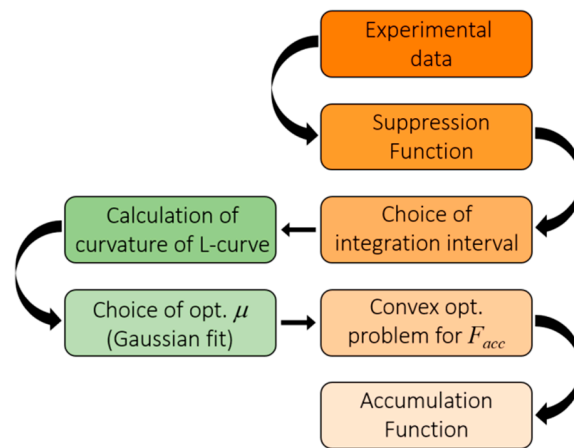 Experimental
data
Suppression
Function
Calculation of
curvature of L-curve
Choice of
integration interval
Choice of opt. μ
(Gaussian fit)
Convex opt.
problem for F_acc
Accumulation
Function